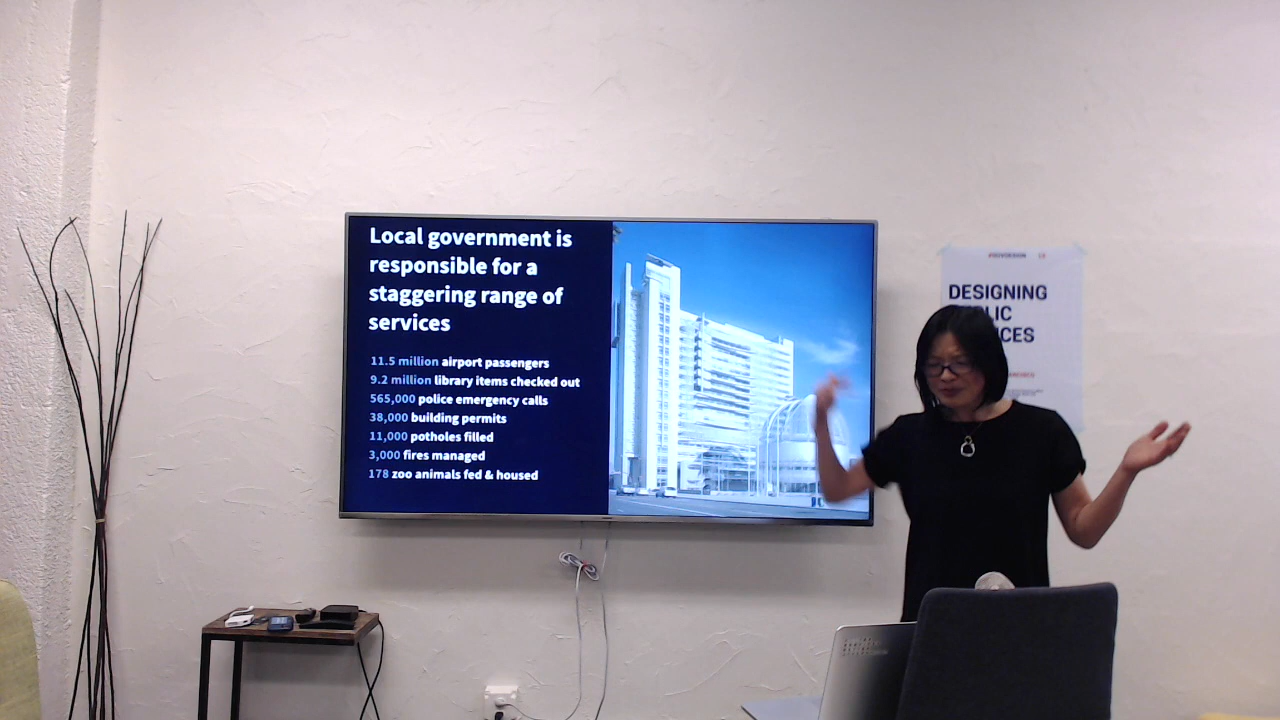 Local government is
responsible for a
staggering range of
services
11.5 million airport passengers
9.2 million library items checked out
565,000 police emergency calls
38,000 building permits
11,000 potholes filled
3,000 fires managed
178 zoo animals fed & housed
DESIGNING